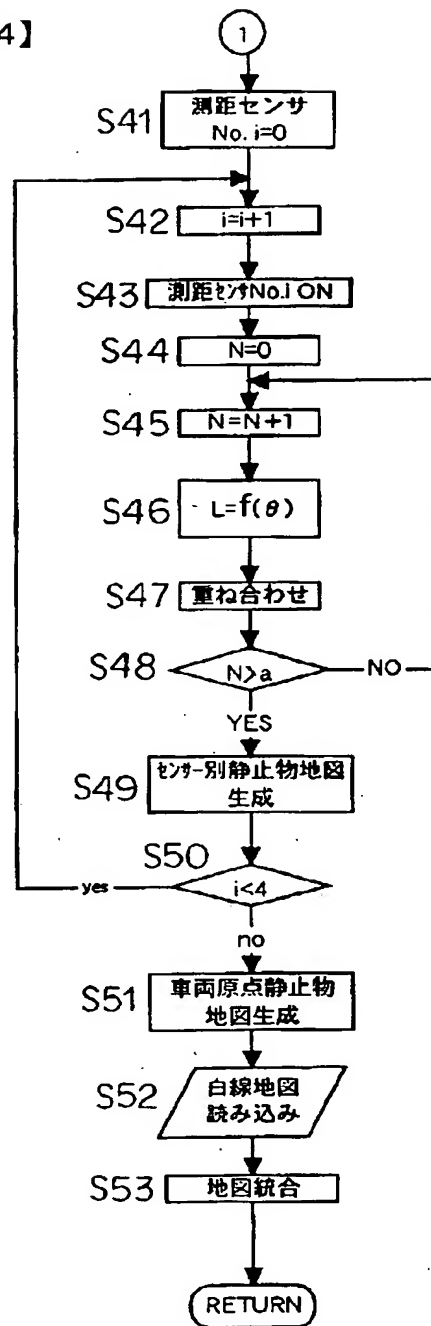 4】
1
S41
測距センサ
No. i=0
S42
i=i+1
S43
測距センサNo.i ON
S44
N=0
S45
N=N+1
S46
L=f(θ)
S47
重ね合わせ
S48
N>a
NO
YES
S49
センサー別静止物地図
生成
S50
i<4
yes
no
S51
車両原点静止物
地図生成
S52
白線地図
読み込み
S53
地図統合
RETURN